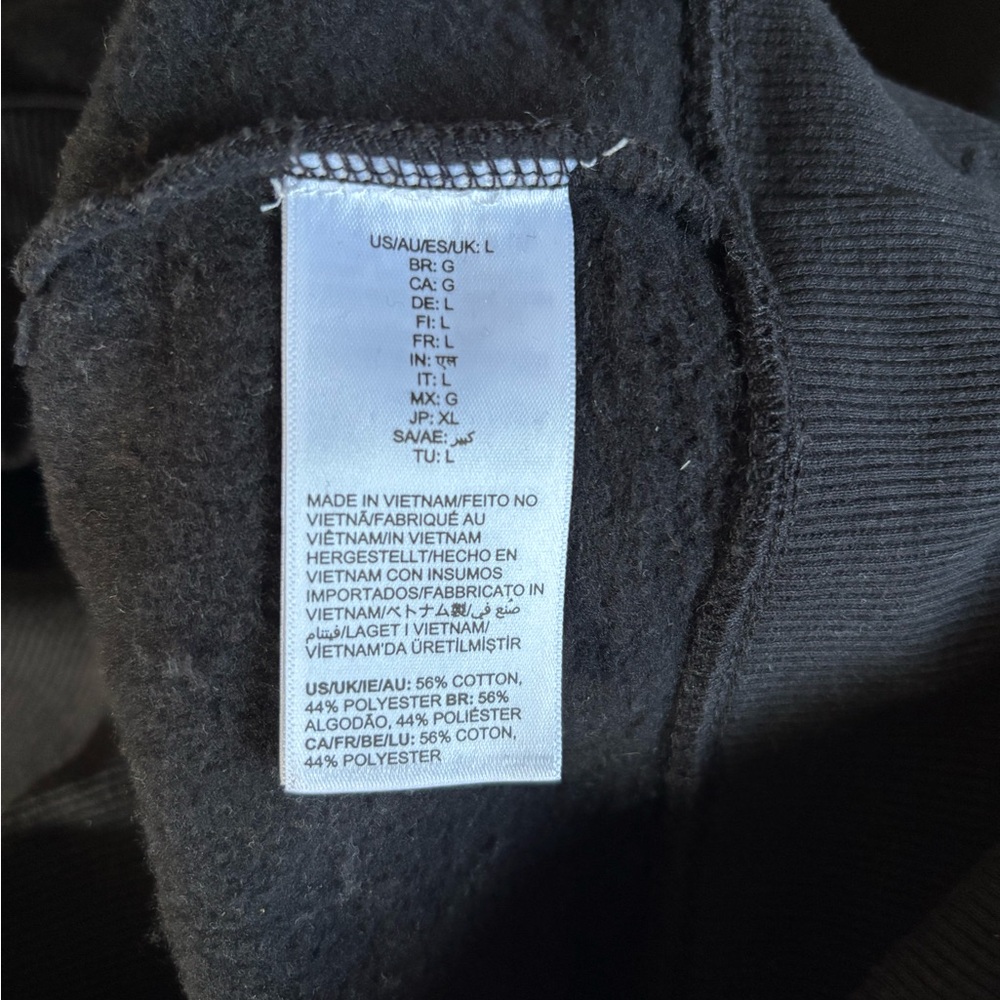 US/AU/ES/UK: L
BR: G
CA: G
DE: L
FI: L
FR: L
IN: एल
IT: L
MX: G
JP: XL
SA/AE: كبير
TU: L
MADE IN VIETNAM/FEITO NO
VIETNÃ/FABRIQUÉ AU
VIÊTNAM/IN VIETNAM
HERGESTELLT/HECHO EN
VIETNAM CON INSUMOS
IMPORTADOS/FABBRICATO IN
VIETNAM/ベトナム製/صُنع في
فيتنام/LAGET I VIETNAM/
VİETNAM'DA ÜRETİLMİŞTİR
US/UK/IE/AU: 56% COTTON,
44% POLYESTER BR: 56%
ALGODÃO, 44% POLIÉSTER
CA/FR/BE/LU: 56% COTON,
44% POLYESTER